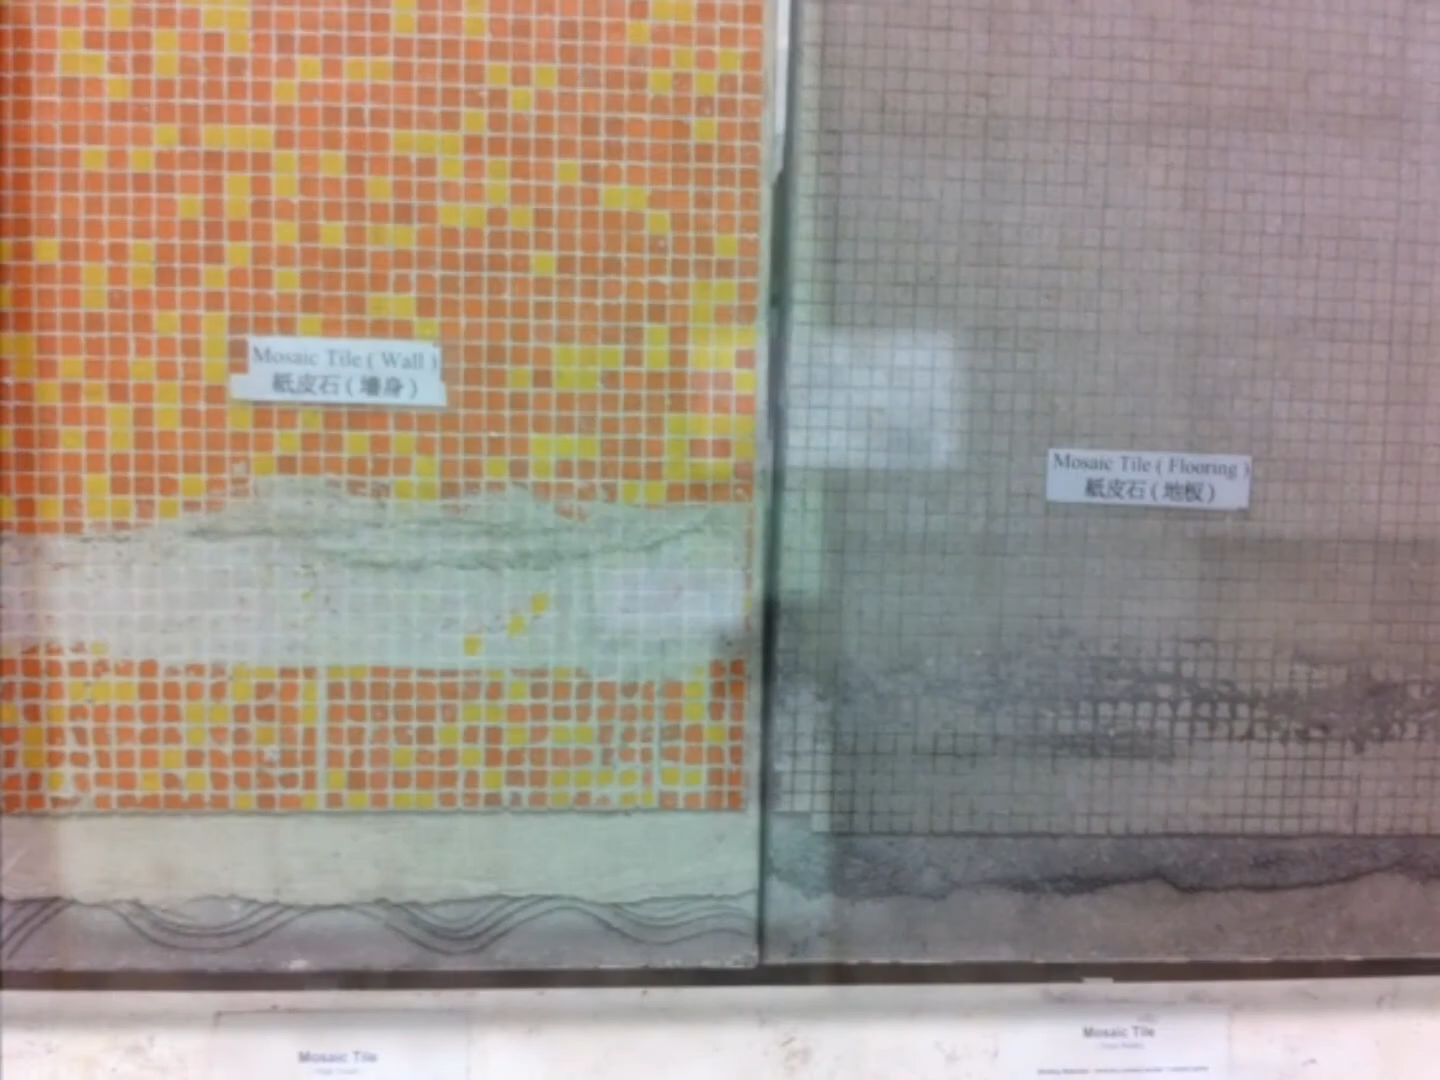 Mosaic Tile ( Wall )
紙皮石 ( 墻身 )
Mosaic Tile ( Flooring )
紙皮石 ( 地板 )
Mosaic Tile
Mosaic Tile